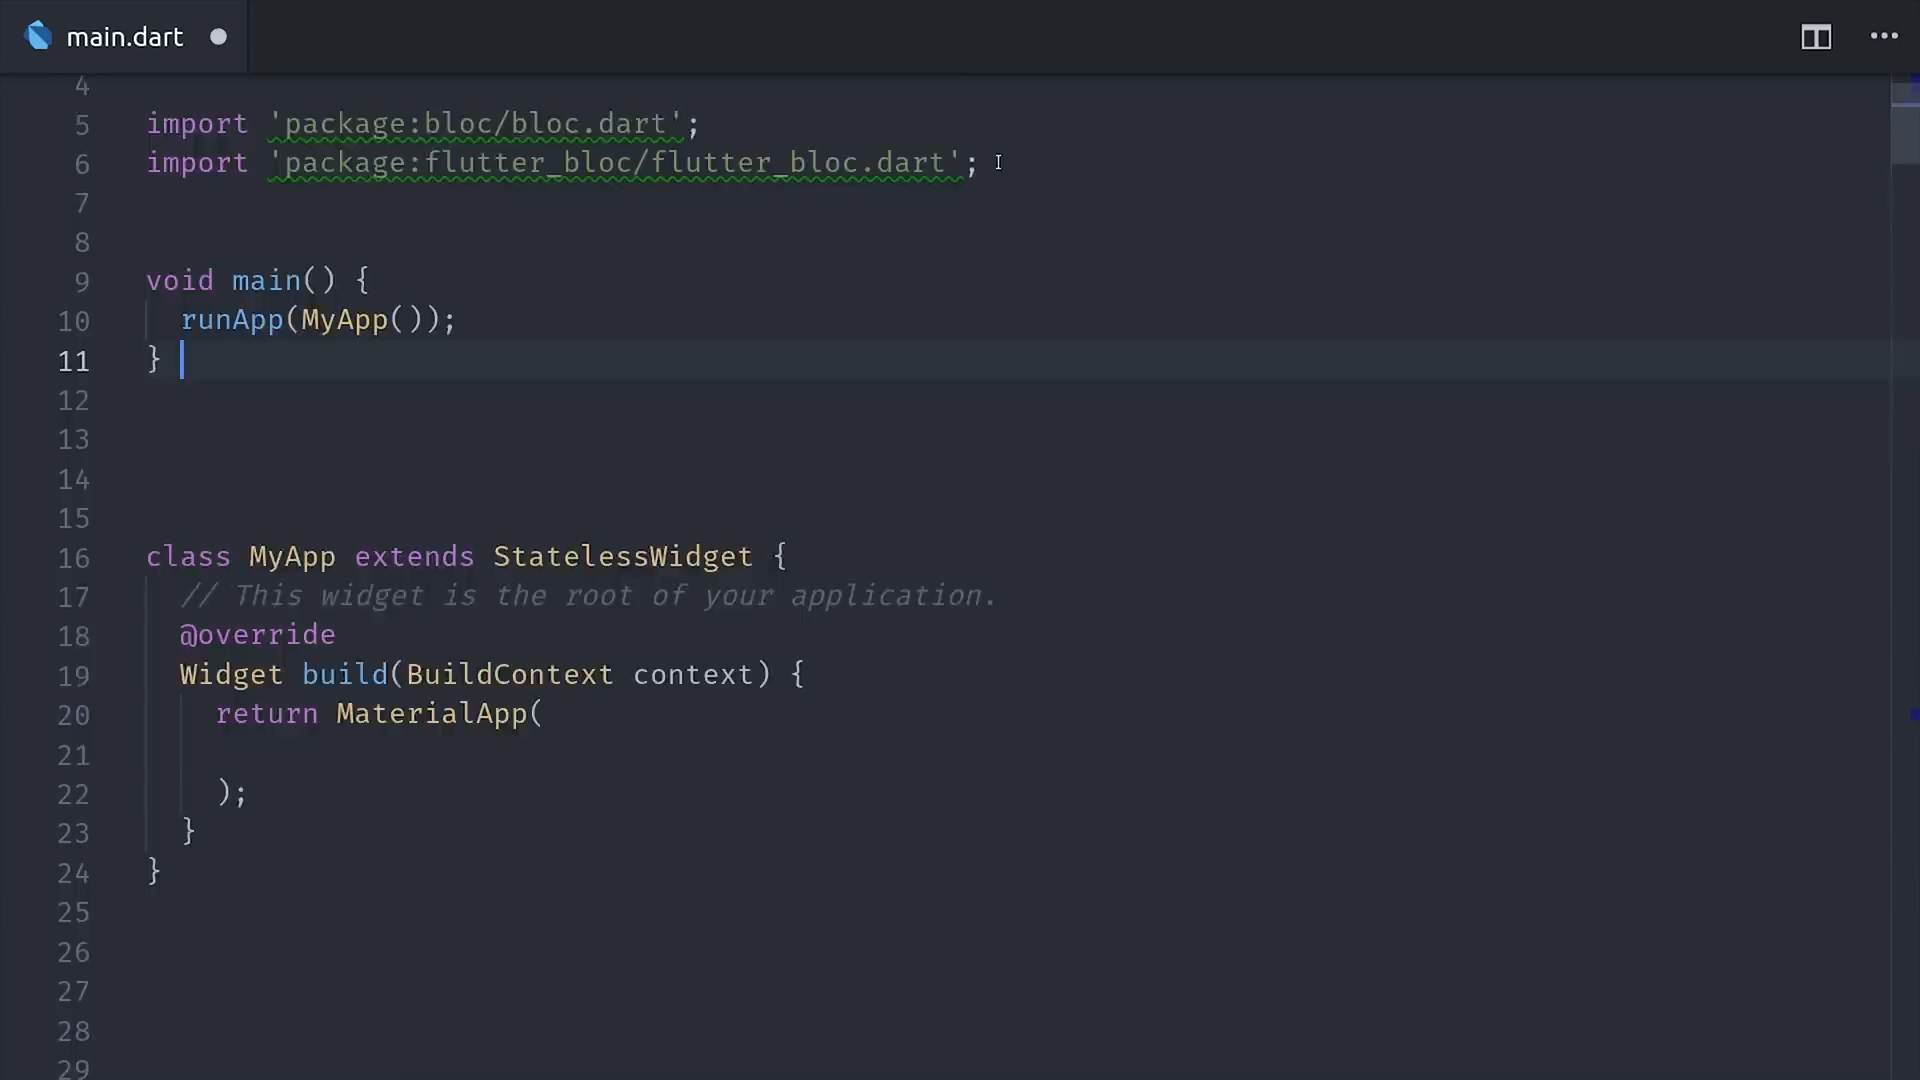 main.dart
4
5 import 'package:bloc/bloc.dart';
6 import 'package:flutter_bloc/flutter_bloc.dart';
7
8
9 void main() {
10 runApp(MyApp());
11 }
12
13
14
15
16 class MyApp extends StatelessWidget {
17 // This widget is the root of your application.
18 @override
19 Widget build(BuildContext context) {
20 return MaterialApp(
21
22 );
23 }
24 }
25
26
27
28
29